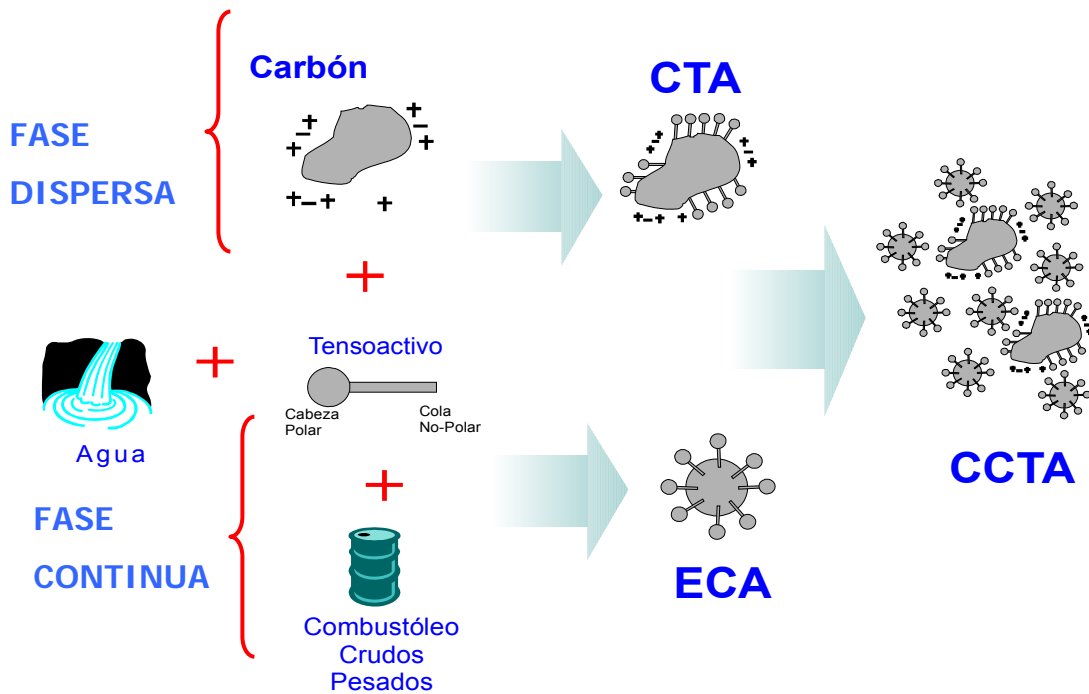 Carbón
FASE
DISPERSA
CTA
Tensoactivo
Cabeza
Polar
Cola
No-Polar
Agua
FASE
CONTINUA
Combustóleo
Crudos
Pesados
ECA
CCTA